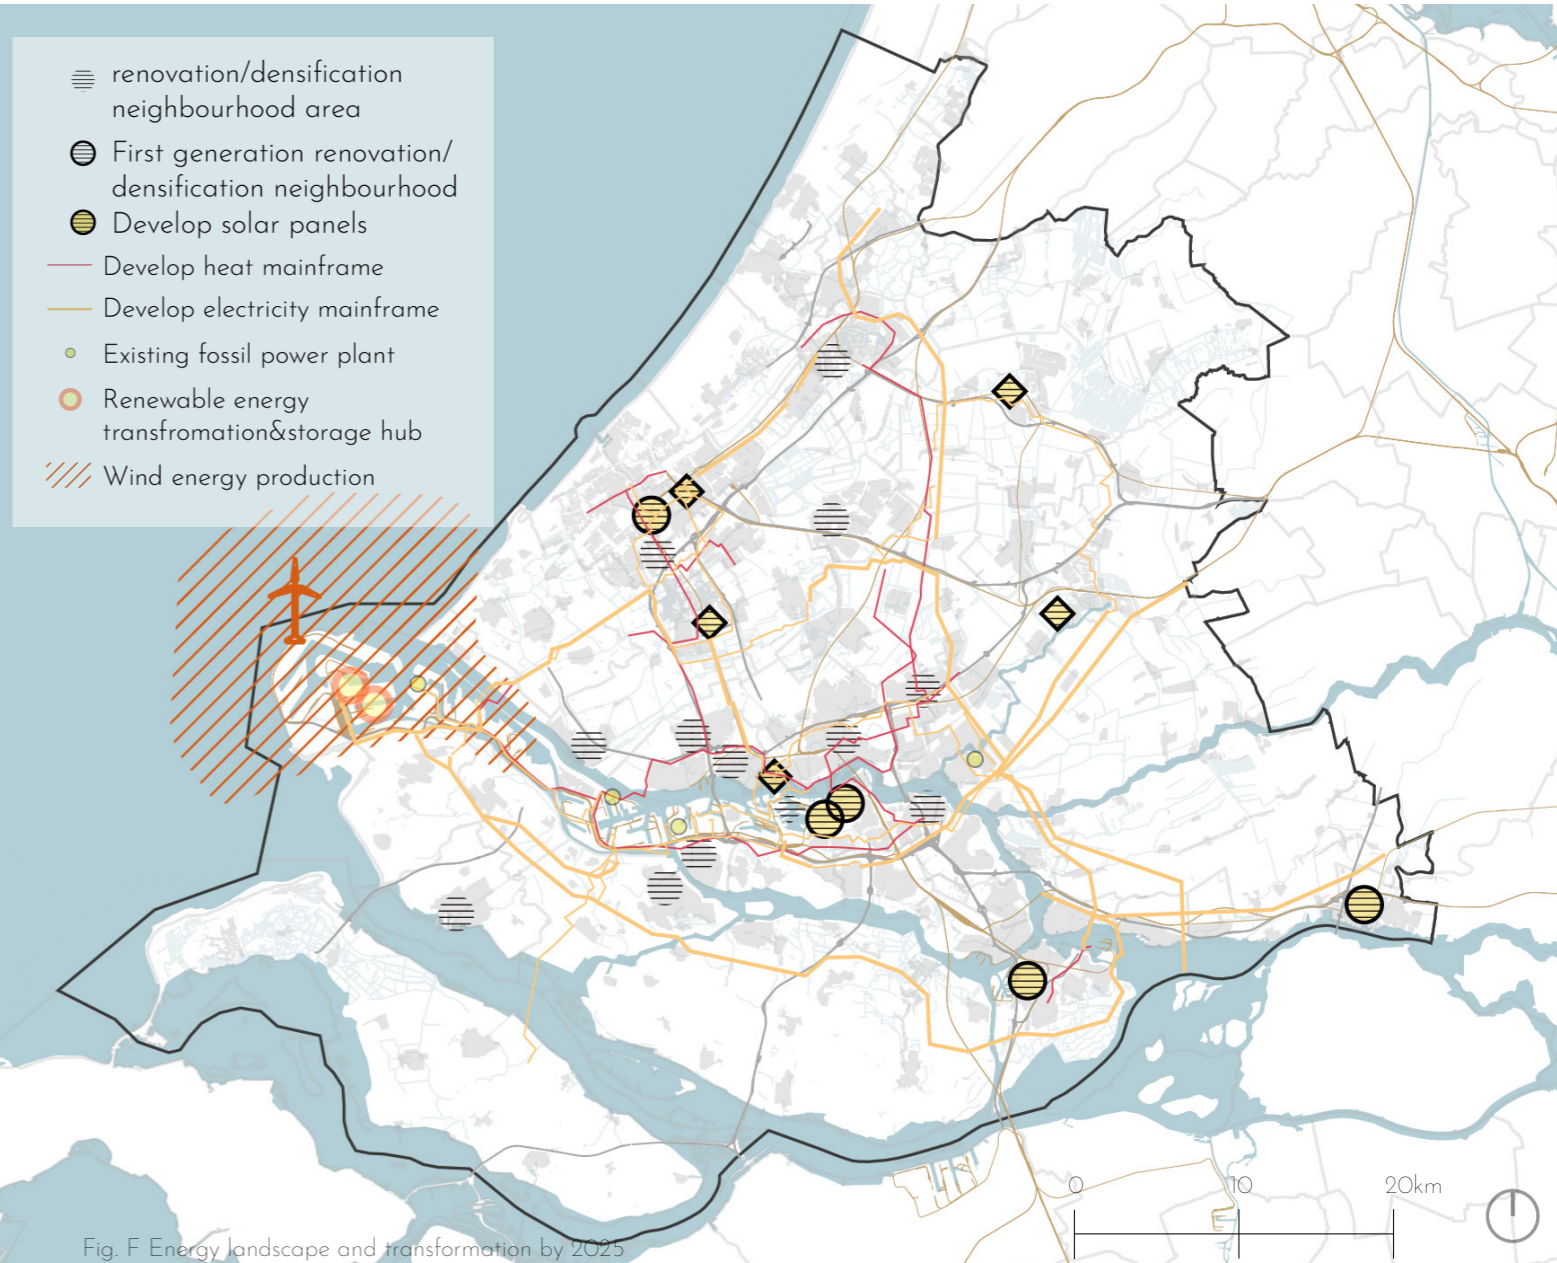 renovation/densification
neighbourhood area
First generation renovation/
densification neighbourhood
Develop solar panels
Develop heat mainframe
Develop electricity mainframe
Existing fossil power plant
Renewable energy
transfromation&storage hub
Wind energy production
0 10 20km
Fig. F Energy landscape and transformation by 2025